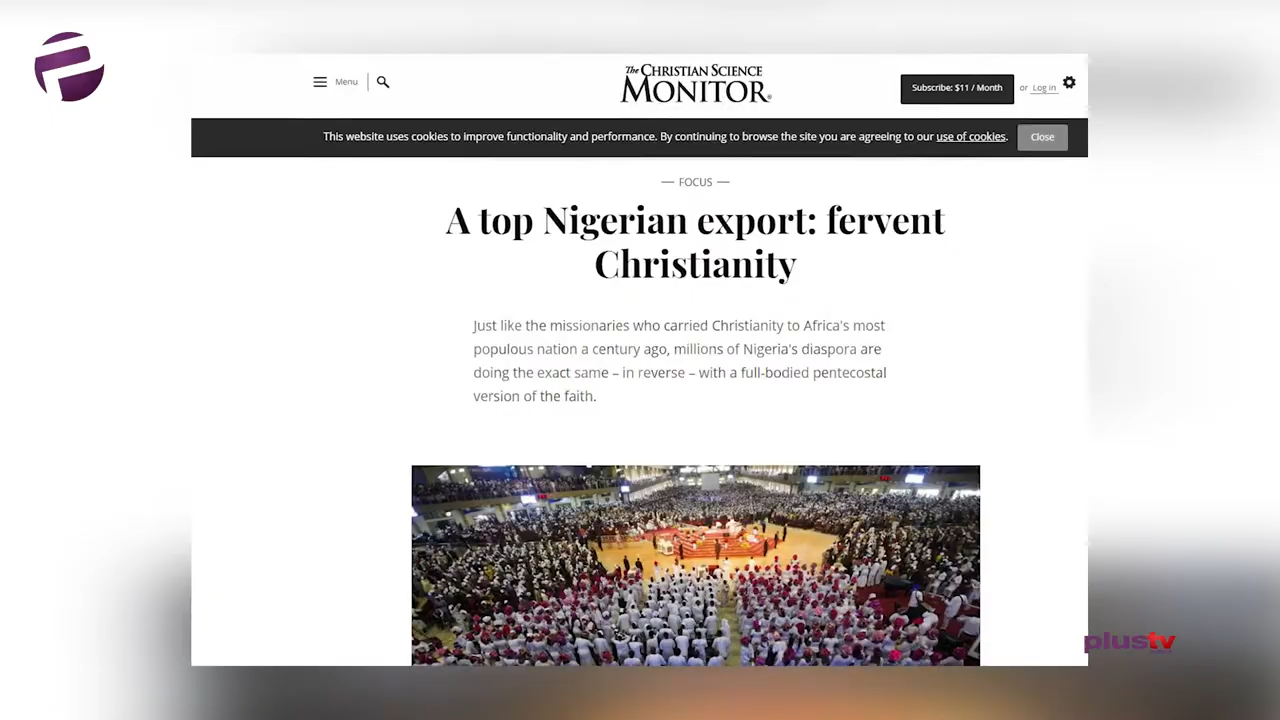 Menu
The CHRISTIAN SCIENCE
MONITOR
Subscribe: $11 / Month
or Log in
This website uses cookies to improve functionality and performance. By continuing to browse the site you are agreeing to our use of cookies.
Close
— FOCUS —
A top Nigerian export: fervent
Christianity
Just like the missionaries who carried Christianity to Africa's most
populous nation a century ago, millions of Nigeria's diaspora are
doing the exact same – in reverse – with a full-bodied pentecostal
version of the faith.
plustv